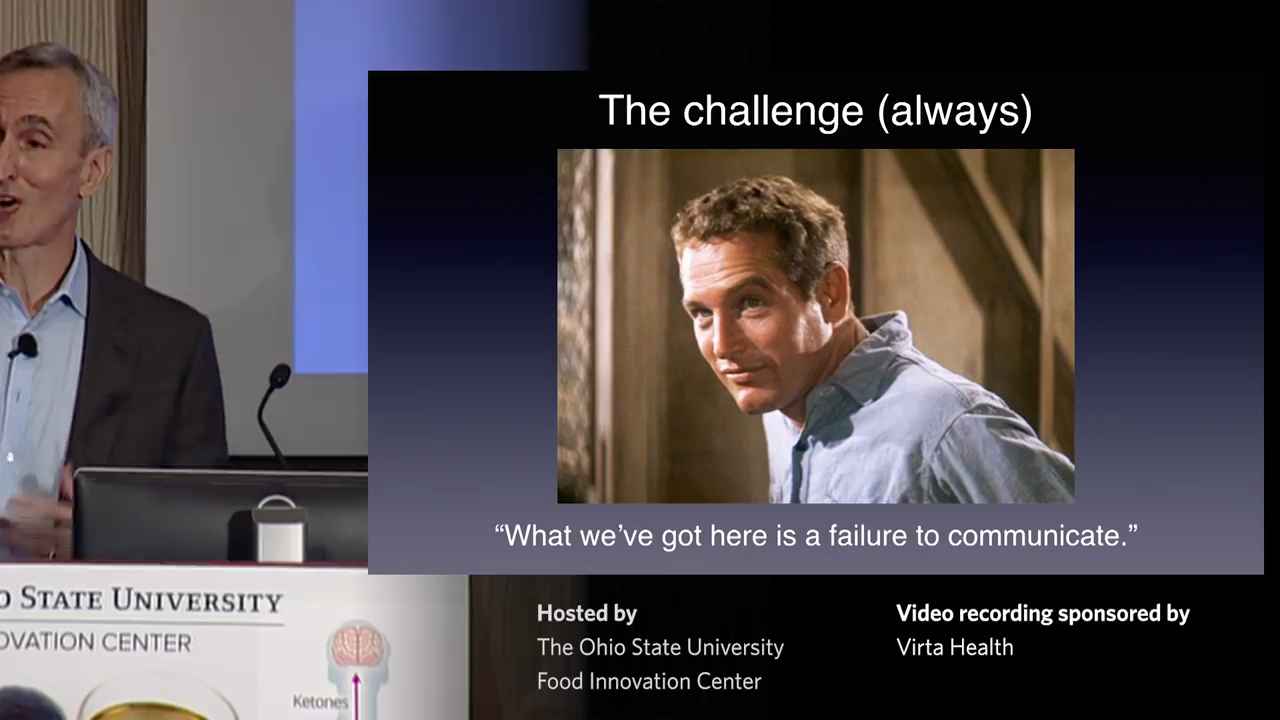 The challenge (always)
“What we’ve got here is a failure to communicate.”
STATE UNIVERSITY
CENTER
Ketones
Hosted by
The Ohio State University
Food Innovation Center
Video recording sponsored by
Virta Health